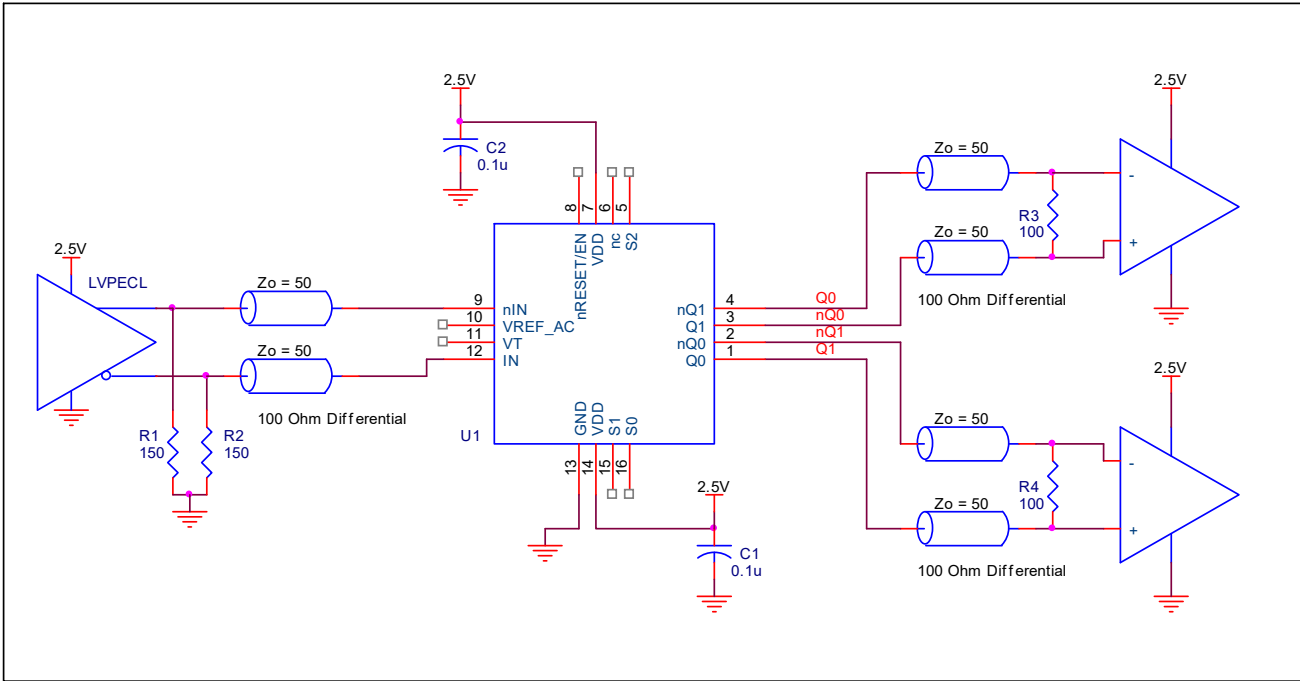 2.5V
2.5V
C2
0.1u
Zo = 50
-
R3
100
Zo = 50
+
100 Ohm Differential
8
7
6
5
nRESET/EN
VDD
nc
S2
2.5V
LVPECL
Zo = 50
9
nIN
10
VREF_AC
11
VT
12
IN
Zo = 50
100 Ohm Differential
R1
150
R2
150
nQ1
4
Q0
Q1
3
nQ0
nQ0
2
nQ1
Q0
1
Q1
U1
GND
VDD
S1
S0
13
14
15
16
2.5V
C1
0.1u
2.5V
Zo = 50
-
R4
100
Zo = 50
+
100 Ohm Differential